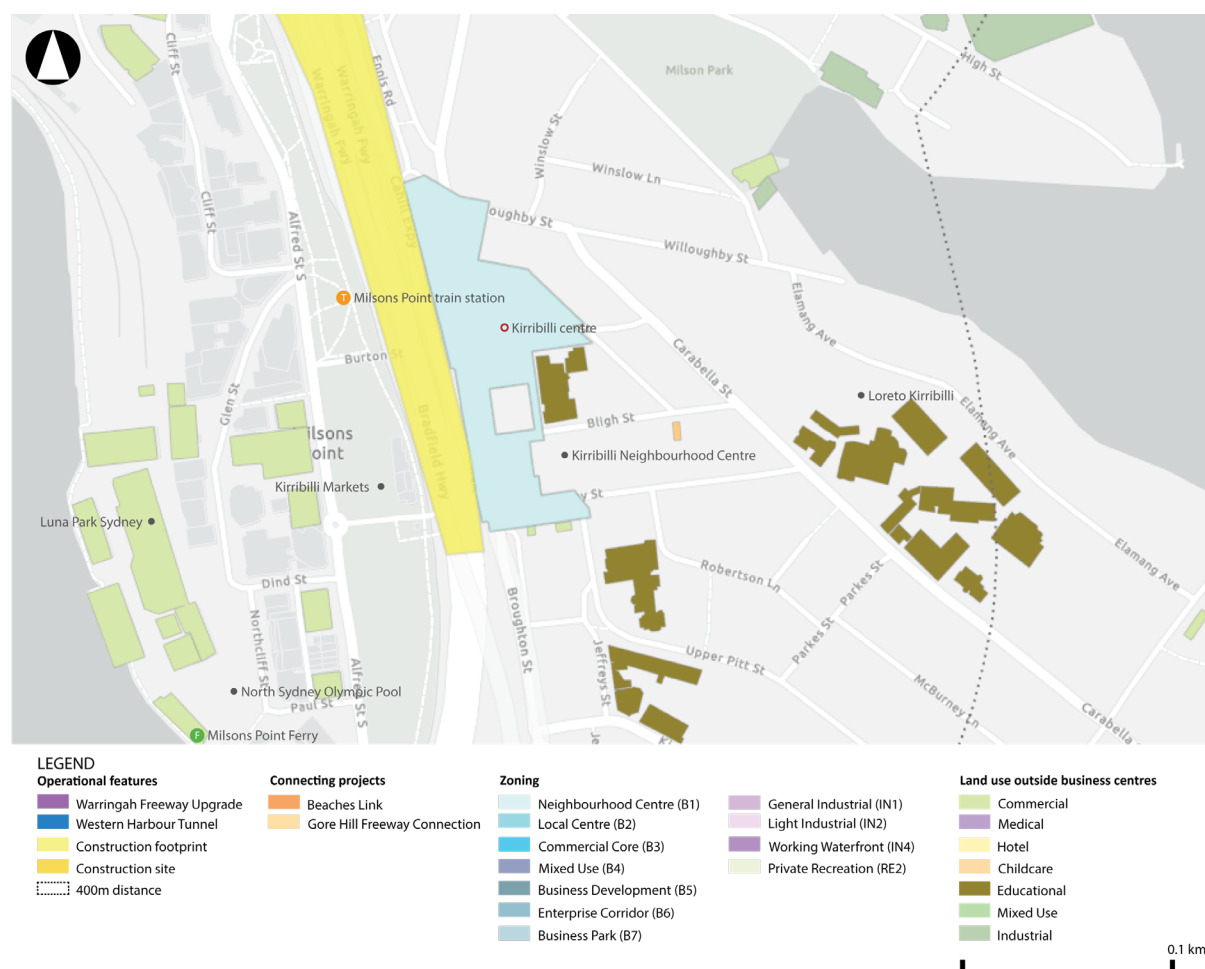 Cliff St
Ennis Rd
Warringah Fwy
Warringah Fwy
Milson Park
High St
Winslow St
Winslow Ln
Cahill Expy
Cliff St
Alfred St S
oughby St
Willoughby St
Elamang Ave
T Milsons Point train station
Kirribilli centre
Burton St
Carabella St
Glen St
Loreto Kirribilli
Elamang Ave
Bligh St
Bradfield Hwy
ilsons
oint
Kirribilli Neighbourhood Centre
Kirribilli Markets
y St
Luna Park Sydney
Elamang Ave
Dind St
Robertson Ln
Parkes St
Broughton St
Northcliff St
Parkes St
Jeffreys St
Upper Pitt St
Alfred St S
North Sydney Olympic Pool
McBurney Ln
Paul St
Carabella
F Milsons Point Ferry
Je
Ki
LEGEND
Operational features
Warringah Freeway Upgrade
Western Harbour Tunnel
Construction footprint
Construction site
400m distance
Connecting projects
Beaches Link
Gore Hill Freeway Connection
Zoning
Neighbourhood Centre (B1)
Local Centre (B2)
Commercial Core (B3)
Mixed Use (B4)
Business Development (B5)
Enterprise Corridor (B6)
Business Park (B7)
General Industrial (IN1)
Light Industrial (IN2)
Working Waterfront (IN4)
Private Recreation (RE2)
Land use outside business centres
Commercial
Medical
Hotel
Childcare
Educational
Mixed Use
Industrial
0.1 km